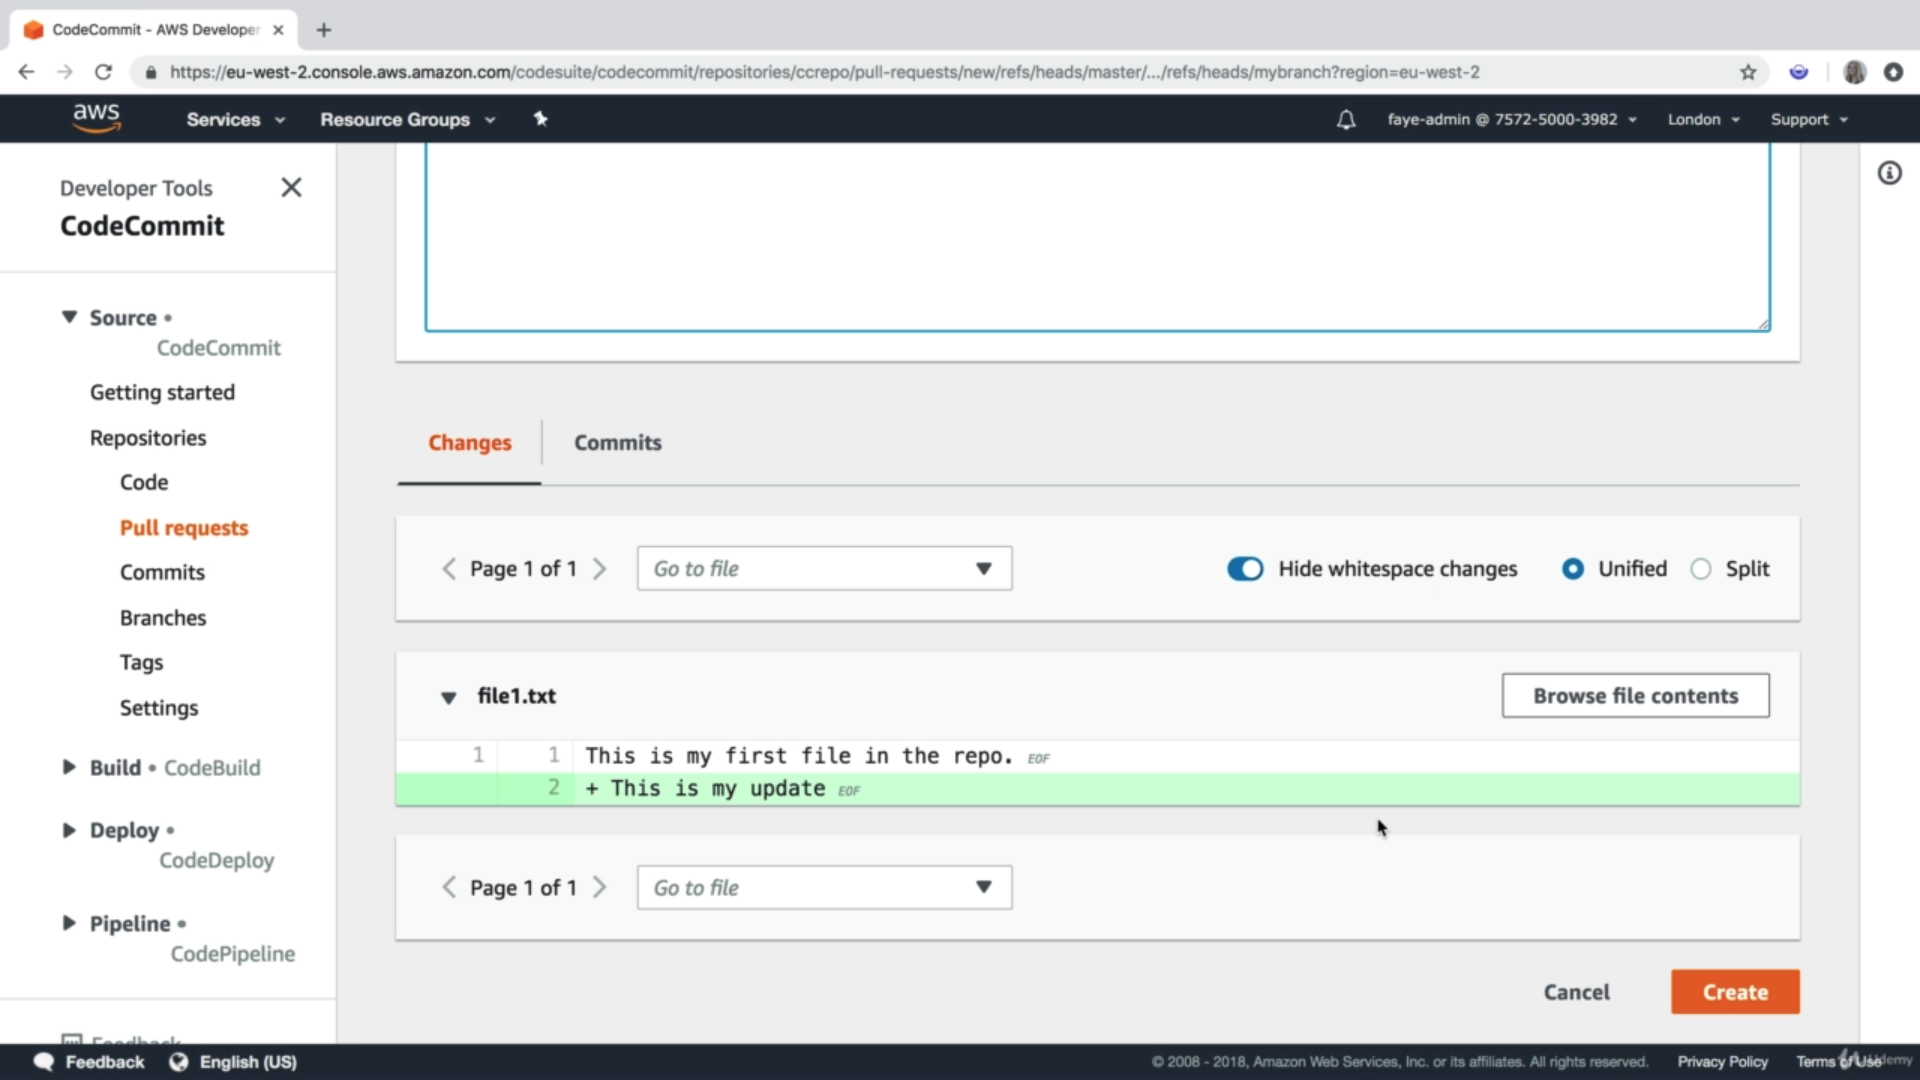 CodeCommit - AWS Developer
https://eu-west-2.console.aws.amazon.com/codesuite/codecommit/repositories/ccrepo/pull-requests/new/refs/heads/master/.../refs/heads/mybranch?region=eu-west-2
aws Services Resource Groups faye-admin @ 7572-5000-3982 London Support
Developer Tools
CodeCommit
Source •
CodeCommit
Getting started
Repositories
Code
Pull requests
Commits
Branches
Tags
Settings
Build • CodeBuild
Deploy •
CodeDeploy
Pipeline •
CodePipeline
Feedback
Changes Commits
Page 1 of 1 Go to file Hide whitespace changes Unified Split
file1.txt Browse file contents
1 1 This is my first file in the repo. EOF
2 + This is my update EOF
Page 1 of 1 Go to file
Cancel Create
Feedback English (US) © 2008 - 2018, Amazon Web Services, Inc. or its affiliates. All rights reserved. Privacy Policy Terms of Use